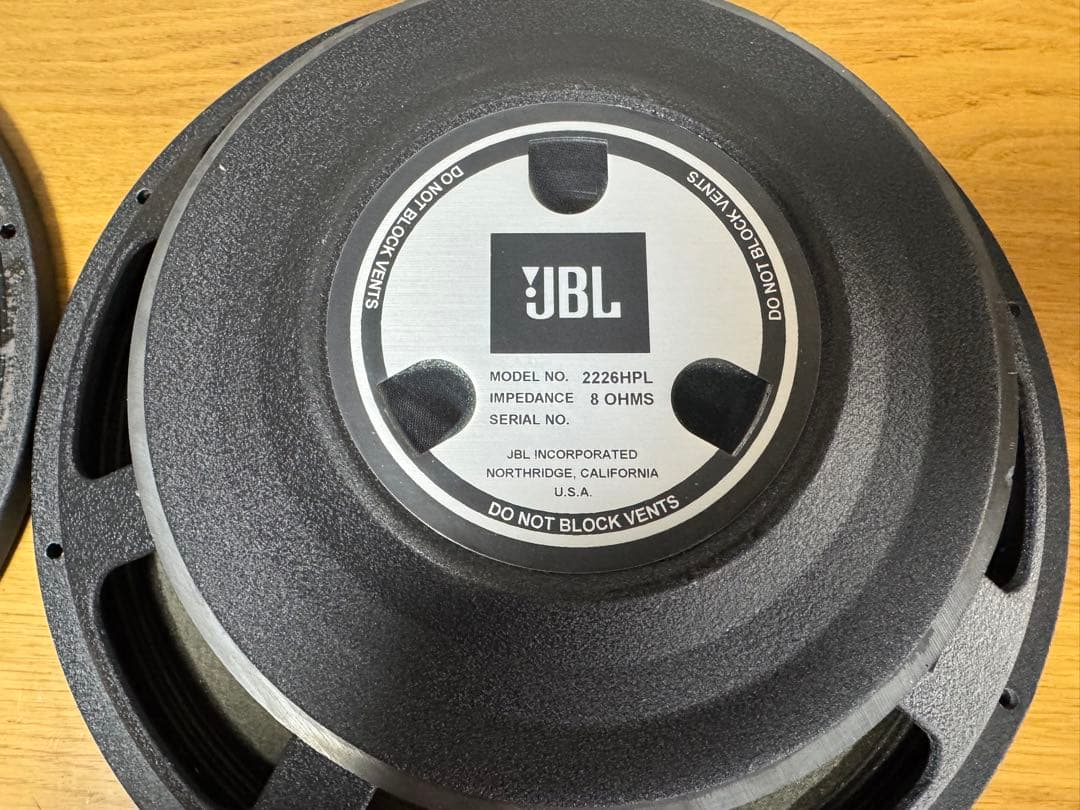 DO NOT BLOCK VENTS
DO NOT BLOCK VENTS
JBL
MODEL NO. 2226HPL
IMPEDANCE 8 OHMS
SERIAL NO.
JBL INCORPORATED
NORTHRIDGE, CALIFORNIA
U.S.A.
DO NOT BLOCK VENTS